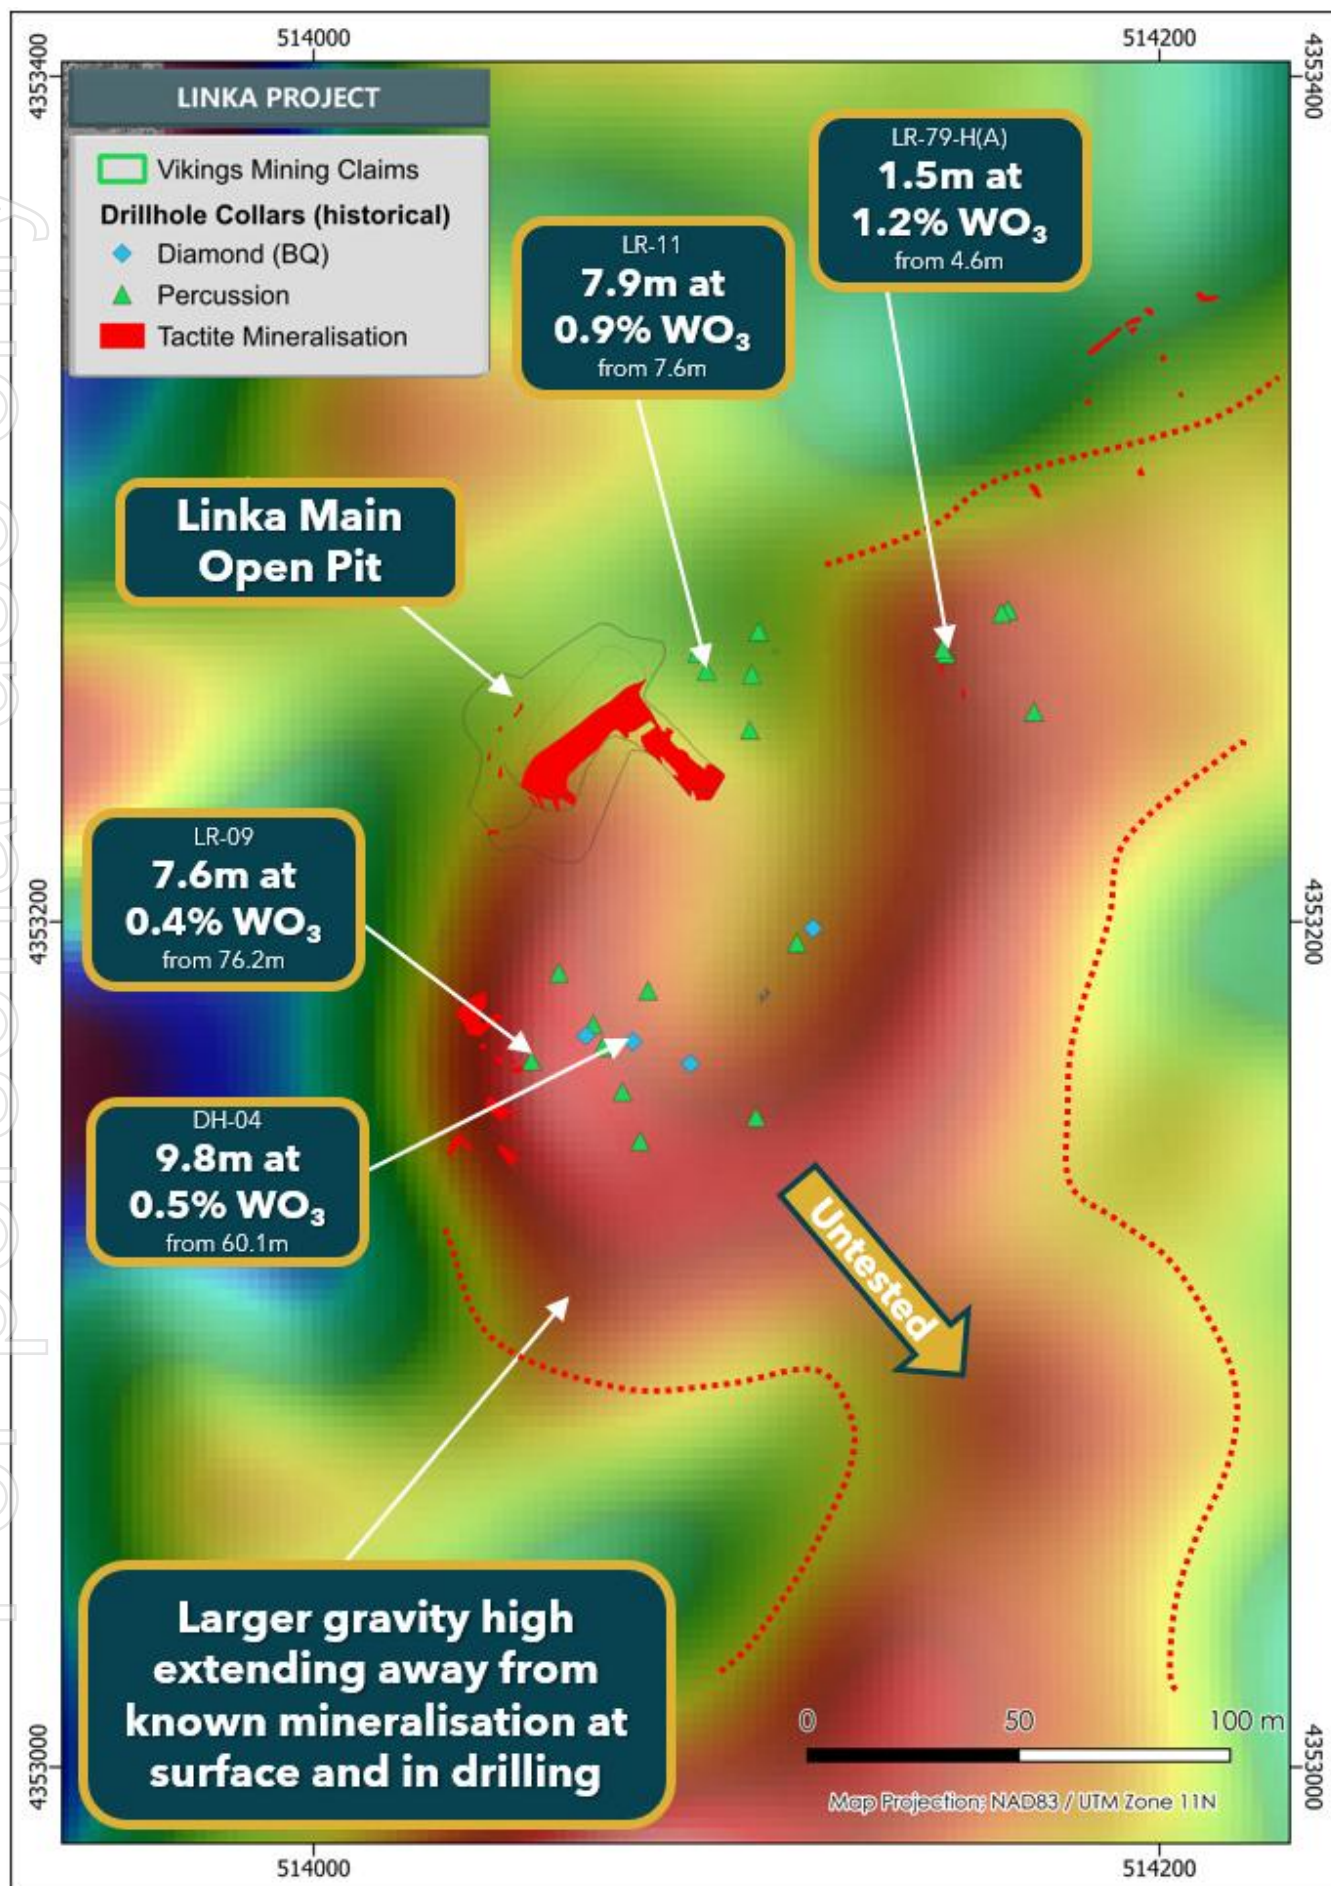 514000
514200
4353400
4353400
LINKA PROJECT
Vikings Mining Claims
Drillhole Collars (historical)
Diamond (BQ)
Percussion
Tactite Mineralisation
LR-79-H(A)
1.5m at
1.2% WO₃
from 4.6m
LR-11
7.9m at
0.9% WO₃
from 7.6m
Linka Main
Open Pit
LR-09
7.6m at
0.4% WO₃
from 76.2m
4353200
4353200
DH-04
9.8m at
0.5% WO₃
from 60.1m
Untested
Larger gravity high
extending away from
known mineralisation at
surface and in drilling
0 50 100 m
Map Projection; NAD83 / UTM Zone 11N
4353000
4353000
514000
514200